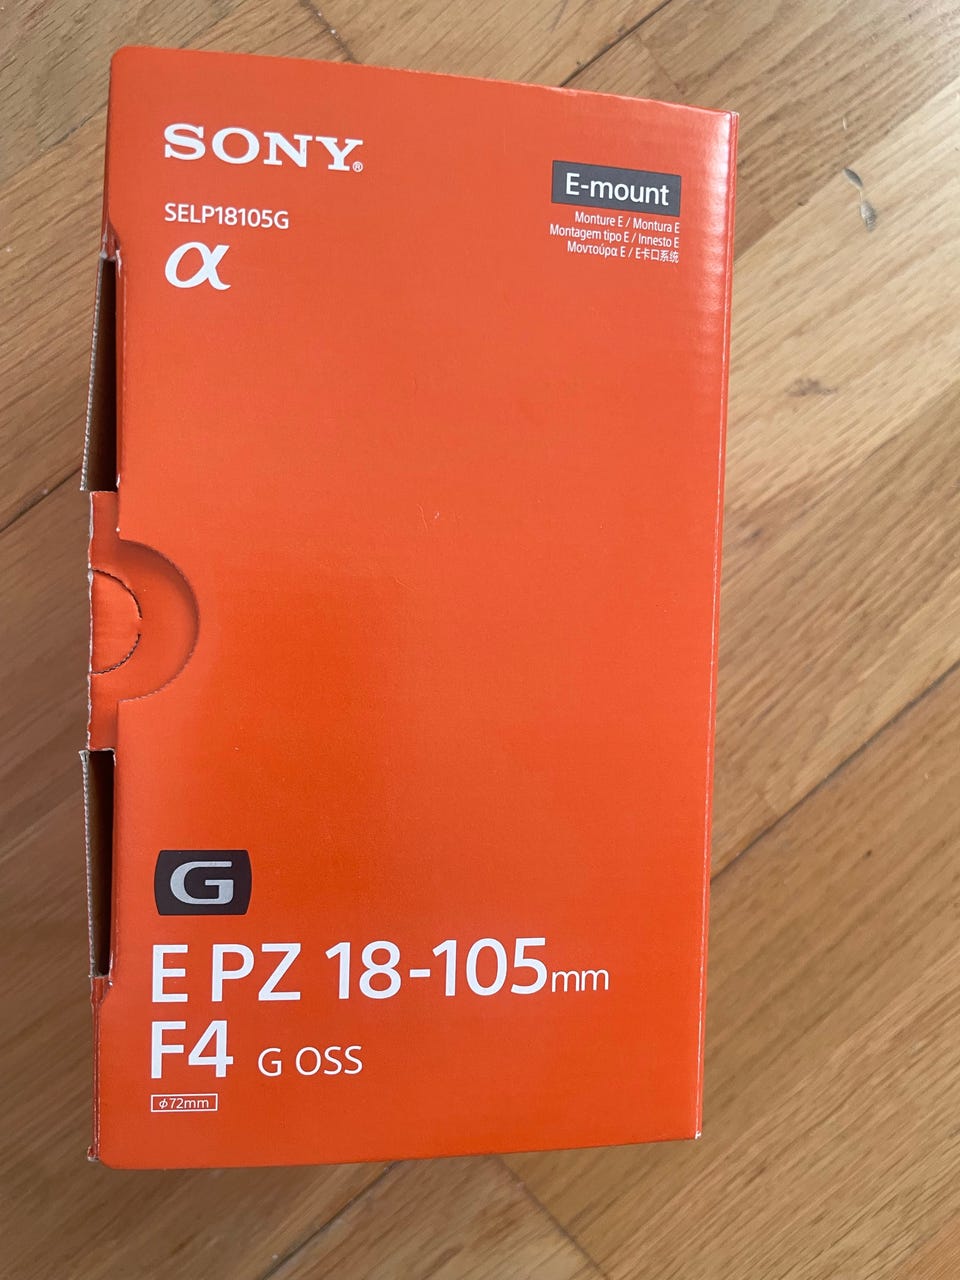 SONY®
SELP18105G
α
E-mount
Monture E / Montura E
Montagem tipo E / Innesto E
Μοντούρα E / E卡口系统
G
E PZ 18-105mm
F4 G OSS
ϕ72mm